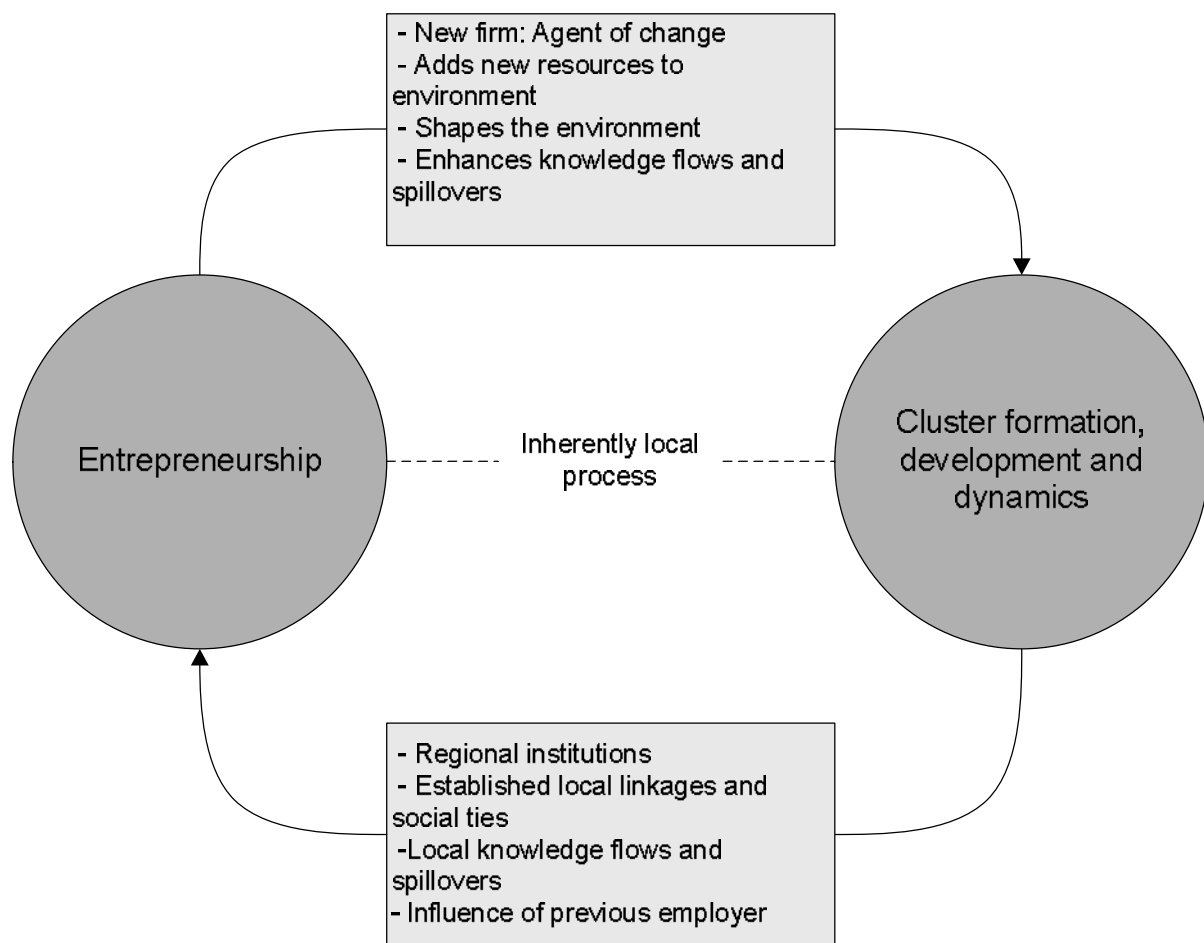 - New firm: Agent of change
- Adds new resources to
environment
- Shapes the environment
- Enhances knowledge flows and
spillovers
Entrepreneurship
Inherently local
process
Cluster formation,
development and
dynamics
- Regional institutions
- Established local linkages and
social ties
-Local knowledge flows and
spillovers
- Influence of previous employer